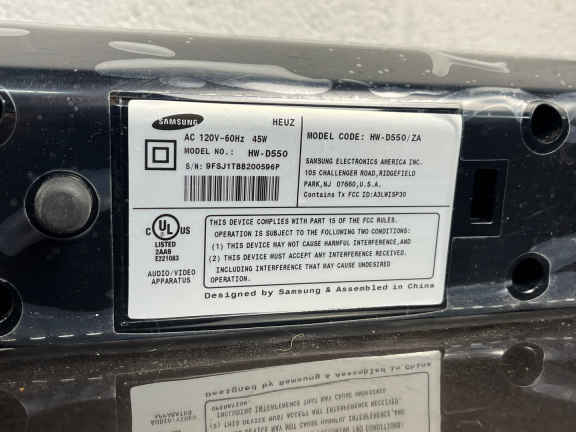 SAMSUNG
HEUZ
AC 120V~60Hz 45W
MODEL NO.: HW-D550
S/N: 9FSJ1TBB200596P
MODEL CODE: HW-D550/ZA
SAMSUNG ELECTRONICS AMERICA INC.
105 CHALLENGER ROAD,RIDGEFIELD
PARK,NJ 07660,U.S.A.
Contains Tx FCC ID:A3LWISP30
C UL US
LISTED
2AAB
E221083
AUDIO/VIDEO
APPARATUS
THIS DEVICE COMPLIES WITH PART 15 OF THE FCC RULES.
OPERATION IS SUBJECT TO THE FOLLOWING TWO CONDITIONS:
(1) THIS DEVICE MAY NOT CAUSE HARMFUL INTERFERENCE,AND
(2) THIS DEVICE MUST ACCEPT ANY INTERFERENCE RECEIVED.
INCLUDING INTERFERENCE THAT MAY CAUSE UNDESIRED
OPERATION.
Designed by Samsung & Assembled in China